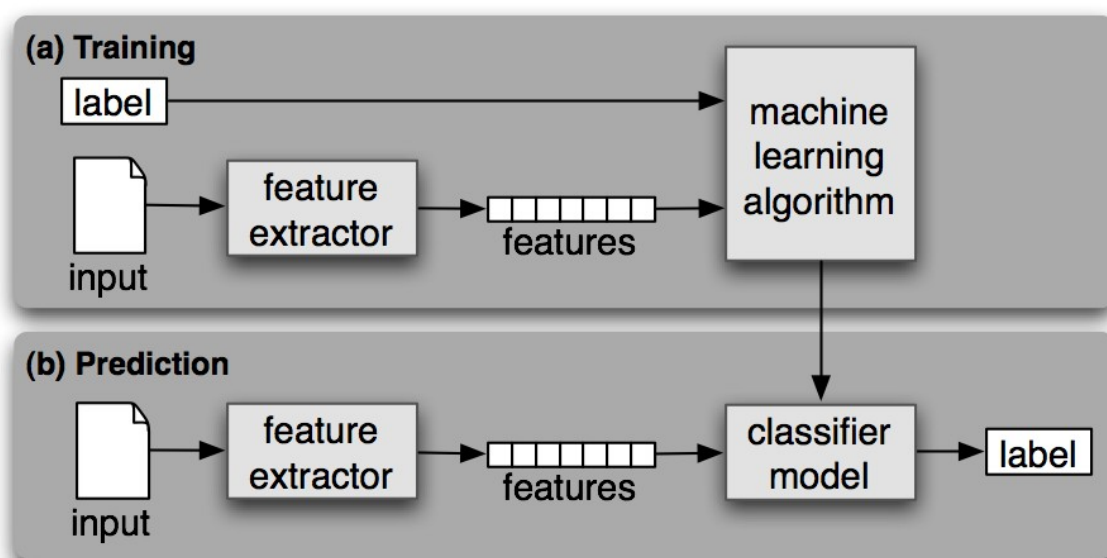 (a) Training
label
machine
learning
algorithm
feature
extractor
features
input
(b) Prediction
feature
extractor
features
input
classifier
model
label